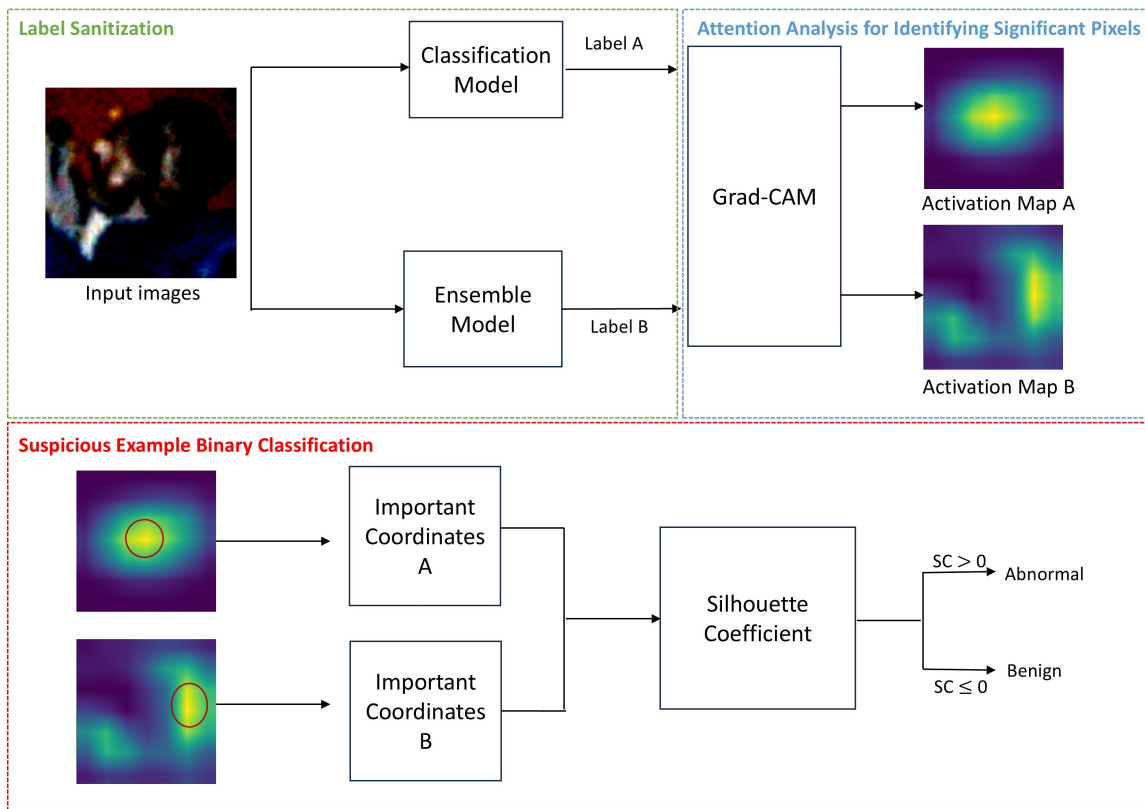 Label Sanitization
Classification
Model
Label A
Input images
Ensemble
Model
Label B
Attention Analysis for Identifying Significant Pixels
Grad-CAM
Activation Map A
Activation Map B
Suspicious Example Binary Classification
Important
Coordinates
A
Important
Coordinates
B
Silhouette
Coefficient
SC > 0
Abnormal
Benign
SC ≤ 0